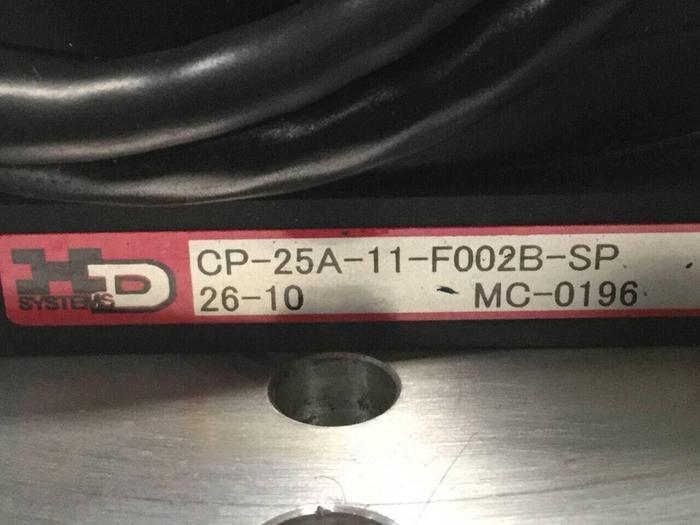 HD SYSTEMS
CP-25A-11-F002B-SP
26-10 MC-0196